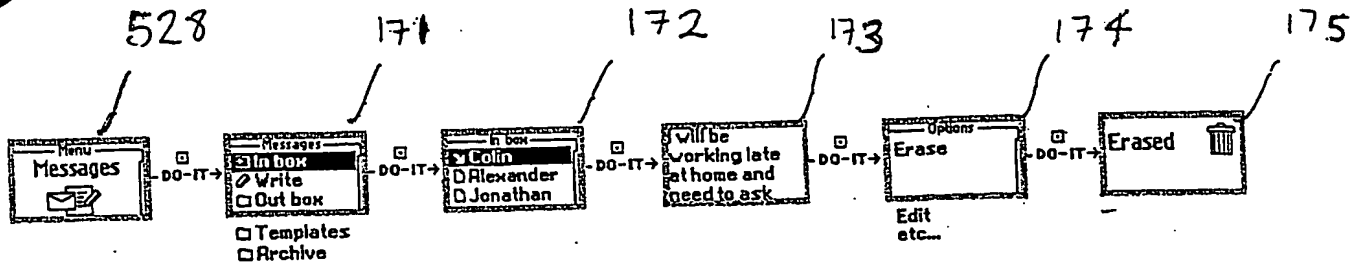 528 171 172 173 174 175
Menu
Messages
DO-IT
Messages
In box
Write
Out box
Templates
Archive
DO-IT
In box
Colin
Alexander
Jonathan
DO-IT
I will be
working late
at home and
need to ask
DO-IT
Options
Erase
Edit
etc...
DO-IT
Erased